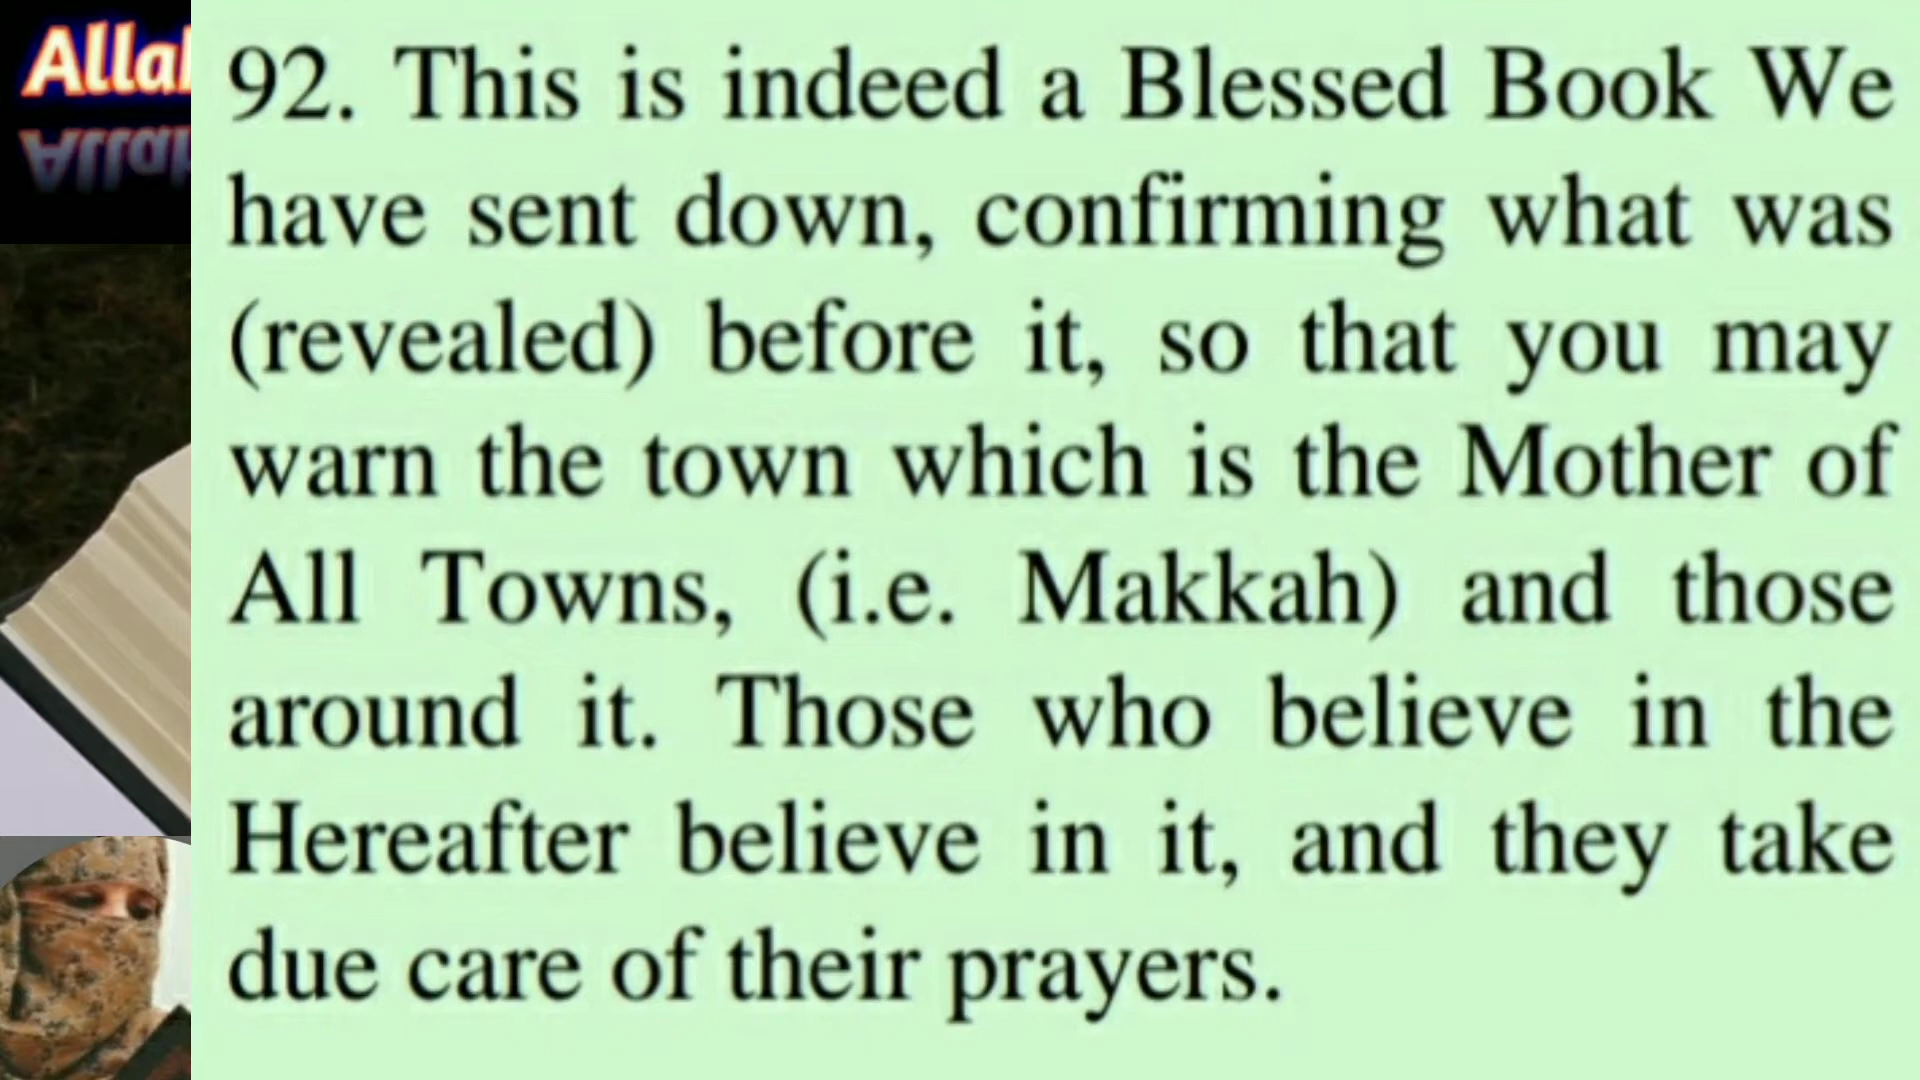 Allah
92. This is indeed a Blessed Book We
have sent down, confirming what was
(revealed) before it, so that you may
warn the town which is the Mother of
All Towns, (i.e. Makkah) and those
around it. Those who believe in the
Hereafter believe in it, and they take
due care of their prayers.